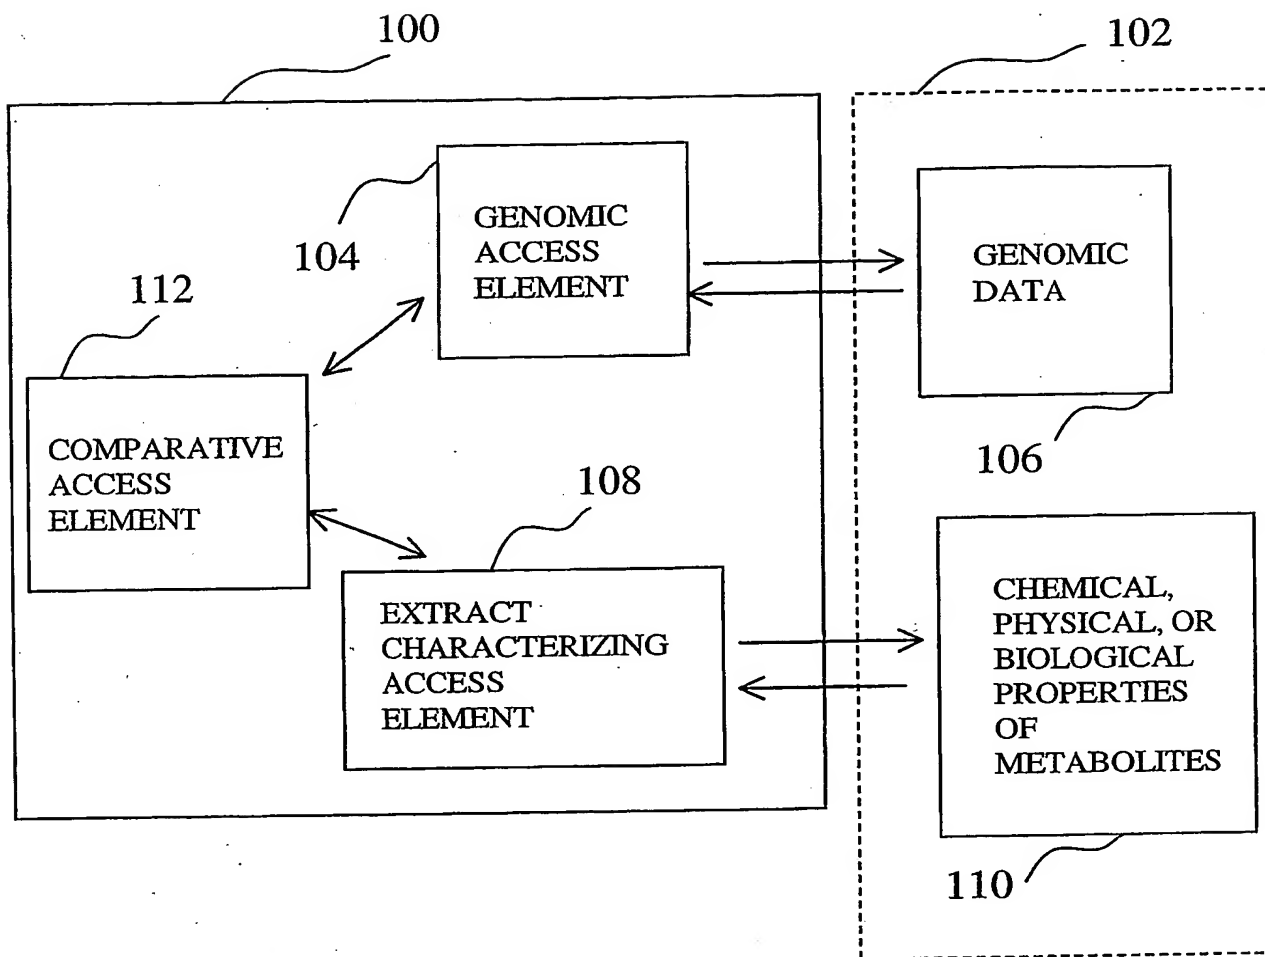 100
102
104
GENOMIC
ACCESS
ELEMENT
GENOMIC
DATA
106
112
COMPARATIVE
ACCESS
ELEMENT
108
EXTRACT
CHARACTERIZING
ACCESS
ELEMENT
CHEMICAL,
PHYSICAL, OR
BIOLOGICAL
PROPERTIES
OF
METABOLITES
110